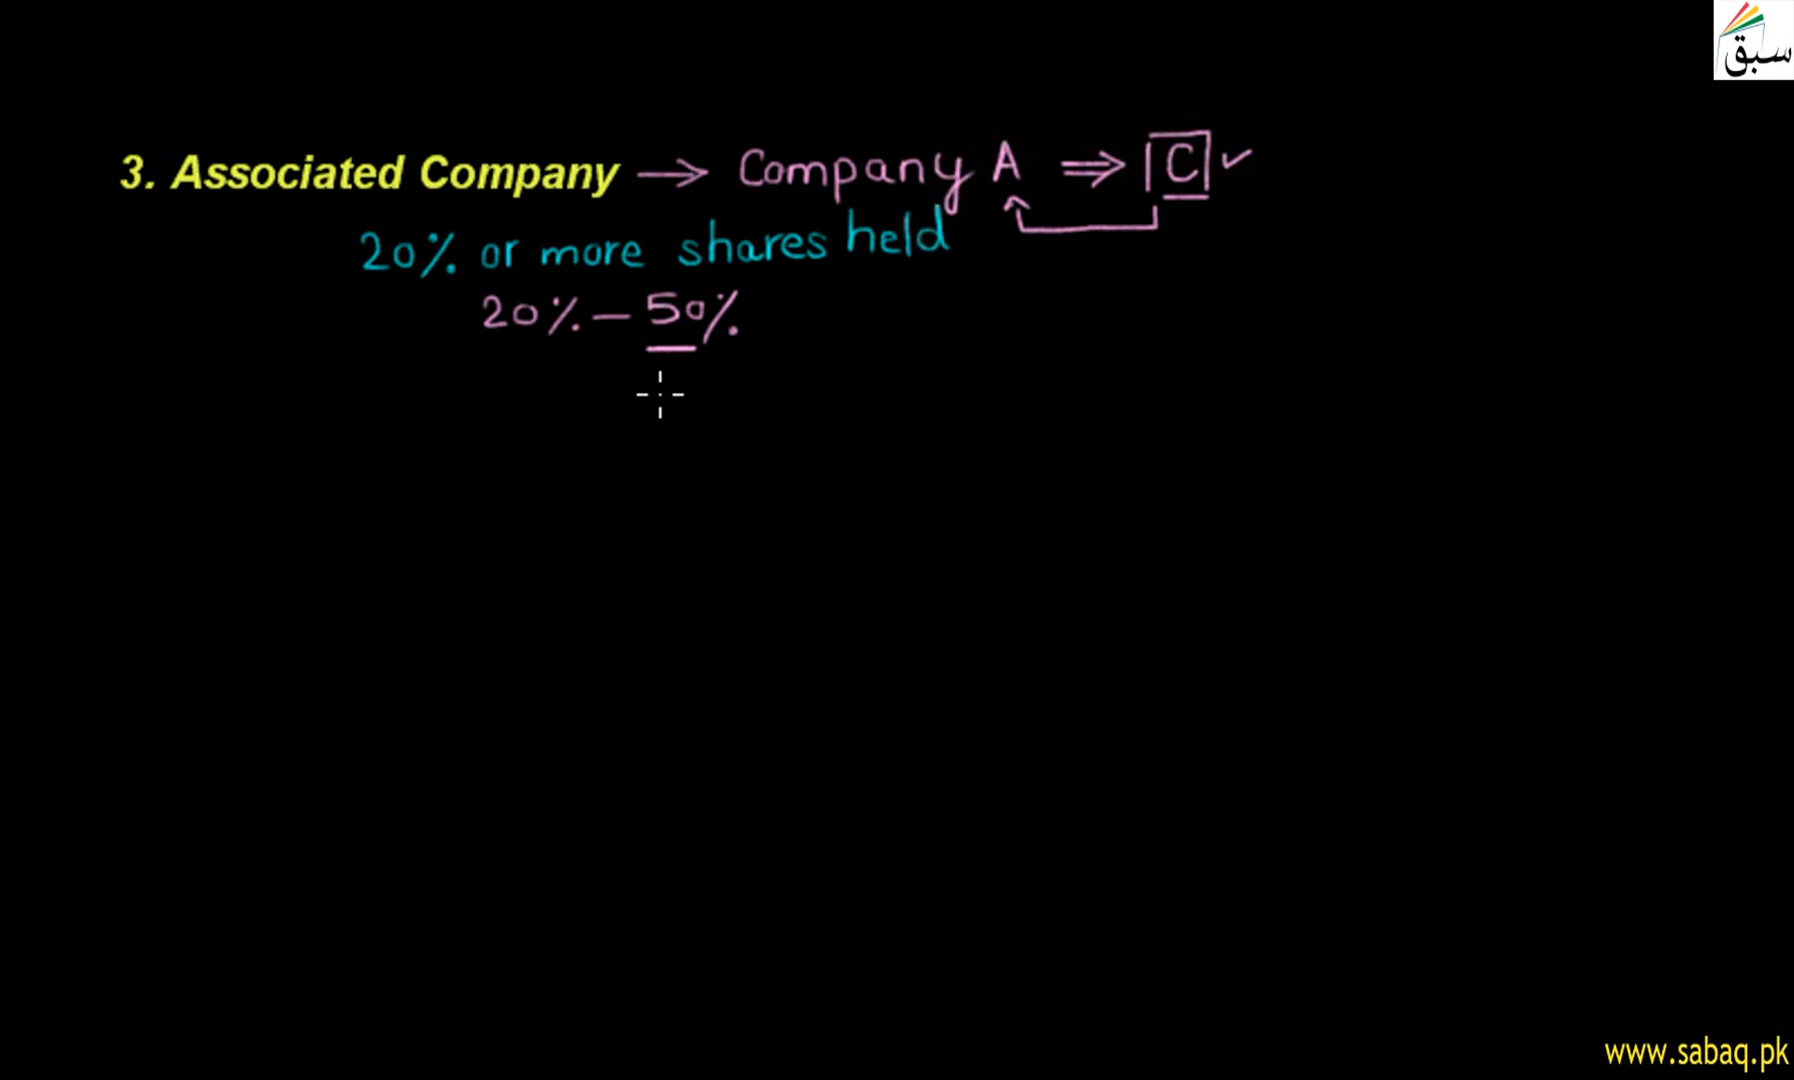 سبق
3. Associated Company → Company A ⇒ C ✓
20% or more shares held
20% – 50%
www.sabaq.pk